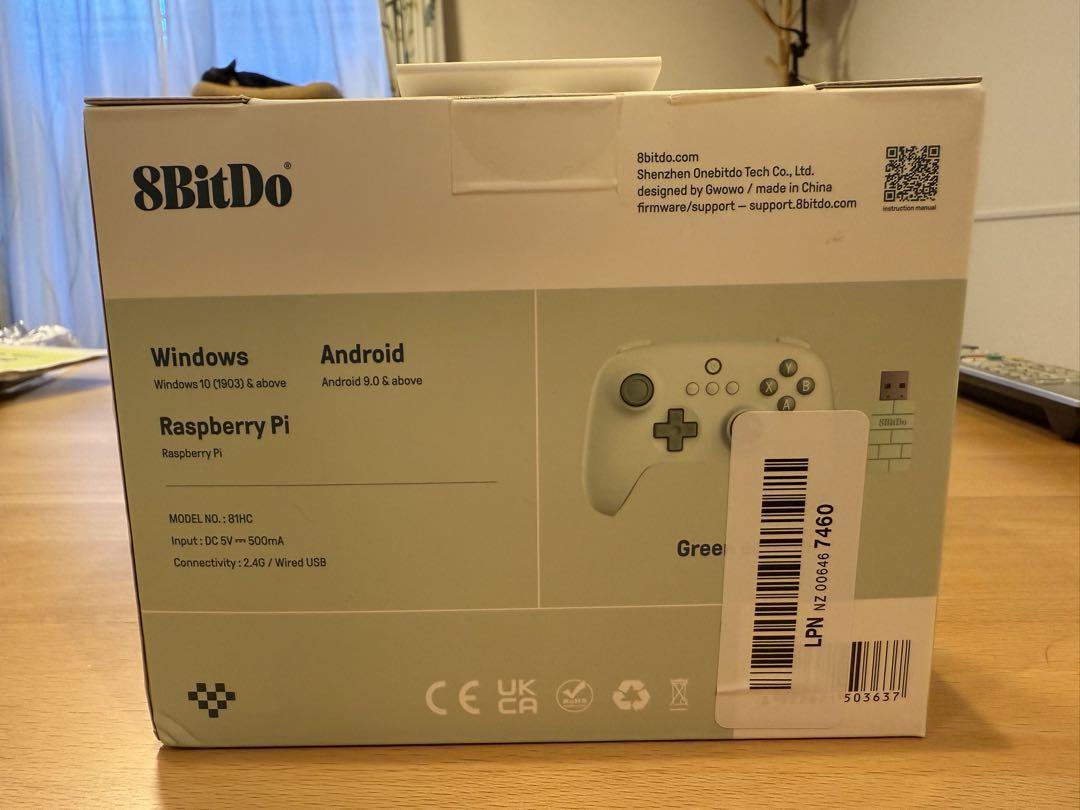 8BitDo®
8bitdo.com
Shenzhen Onebitdo Tech Co., Ltd.
designed by Gwowo / made in China
firmware/support – support.8bitdo.com
instruction manual
Windows
Windows 10 (1903) & above
Android
Android 9.0 & above
Raspberry Pi
Raspberry Pi
MODEL NO. : 81HC
Input : DC 5V ⎓ 500mA
Connectivity : 2.4G / Wired USB
Y
X
B
A
8BitDo
Gree
LPN NZ 00646 7460
CE
UK
CA
RoHS
503637